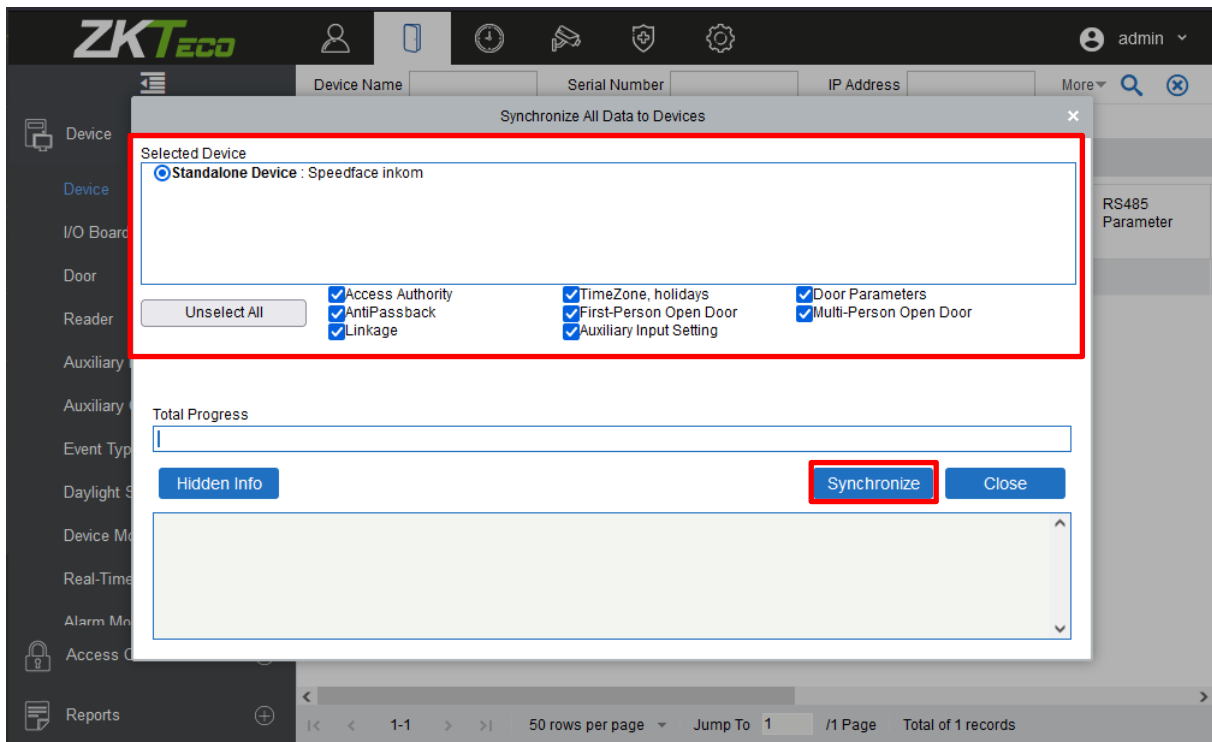 ZKTECO
admin
Device Name Serial Number IP Address More
Synchronize All Data to Devices
Device
Selected Device
Standalone Device : Speedface inkom
Device
RS485
Parameter
I/O Board
Door
Access Authority TimeZone, holidays Door Parameters
Unselect All AntiPassback First-Person Open Door Multi-Person Open Door
Linkage Auxiliary Input Setting
Reader
Auxiliary
Auxiliary
Total Progress
Event Typ
Hidden Info Synchronize Close
Daylight S
Device Mo
Real-Time
Alarm Mo
Access C
Reports
1-1 50 rows per page Jump To 1 /1 Page Total of 1 records